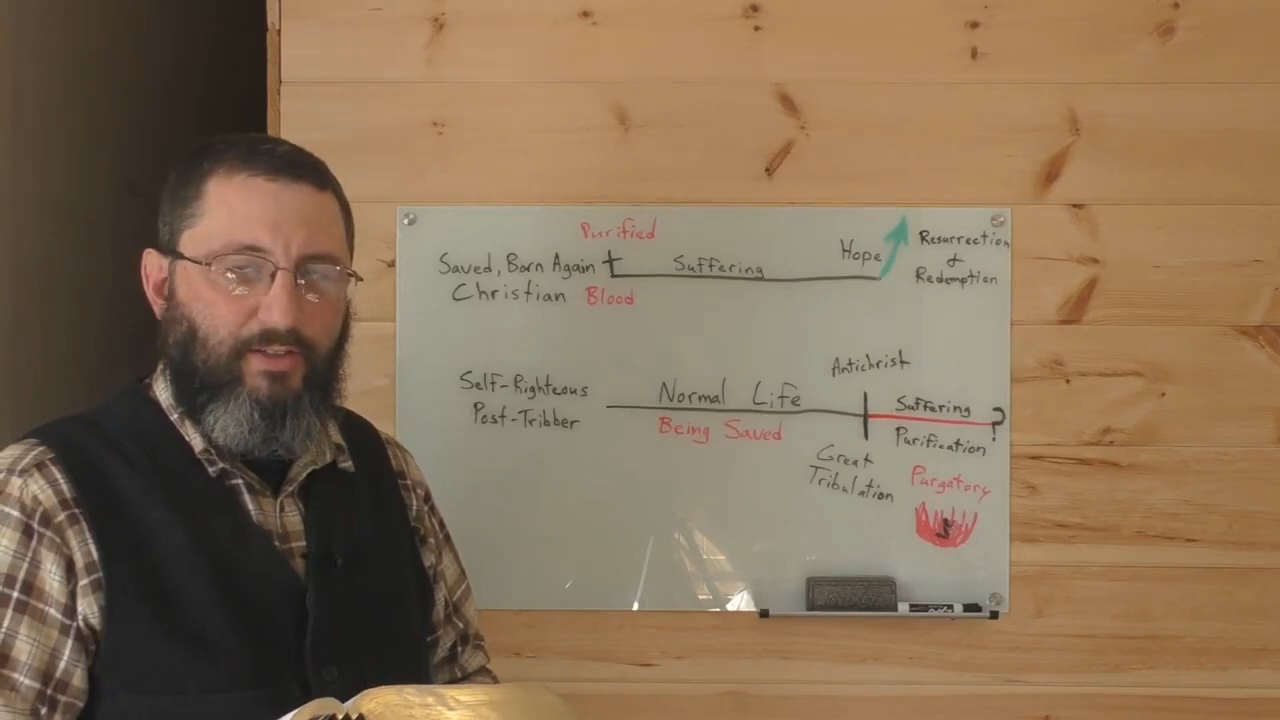 Purified
Saved, Born Again
Christian
Blood
Suffering
Hope
Resurrection
&
Redemption
Self-Righteous
Post-Tribber
Normal Life
Being Saved
Antichrist
Great
Tribulation
Suffering
?
Purification
Purgatory